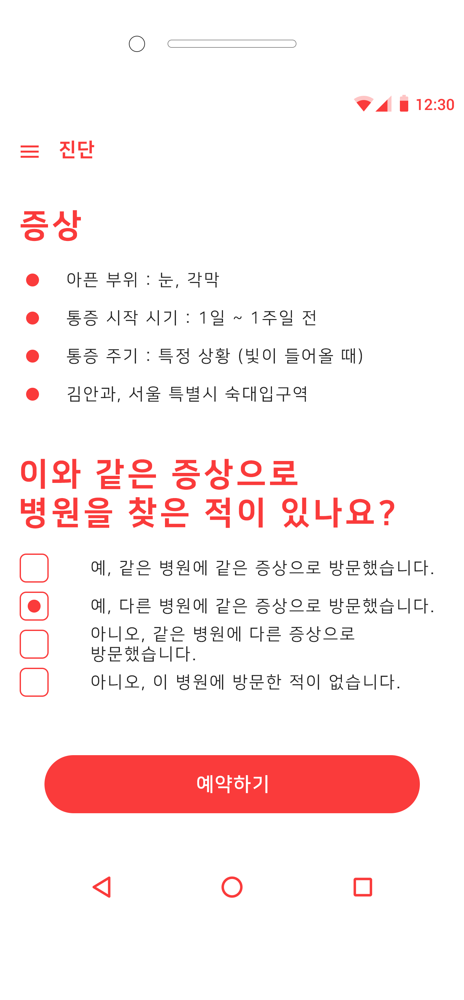 12:30
진단
증상
아픈 부위 : 눈, 각막
통증 시작 시기 : 1일 ~ 1주일 전
통증 주기 : 특정 상황 (빛이 들어올 때)
김안과, 서울 특별시 숙대입구역
이와 같은 증상으로
병원을 찾은 적이 있나요?
예, 같은 병원에 같은 증상으로 방문했습니다.
예, 다른 병원에 같은 증상으로 방문했습니다.
아니오, 같은 병원에 다른 증상으로
방문했습니다.
아니오, 이 병원에 방문한 적이 없습니다.
예약하기